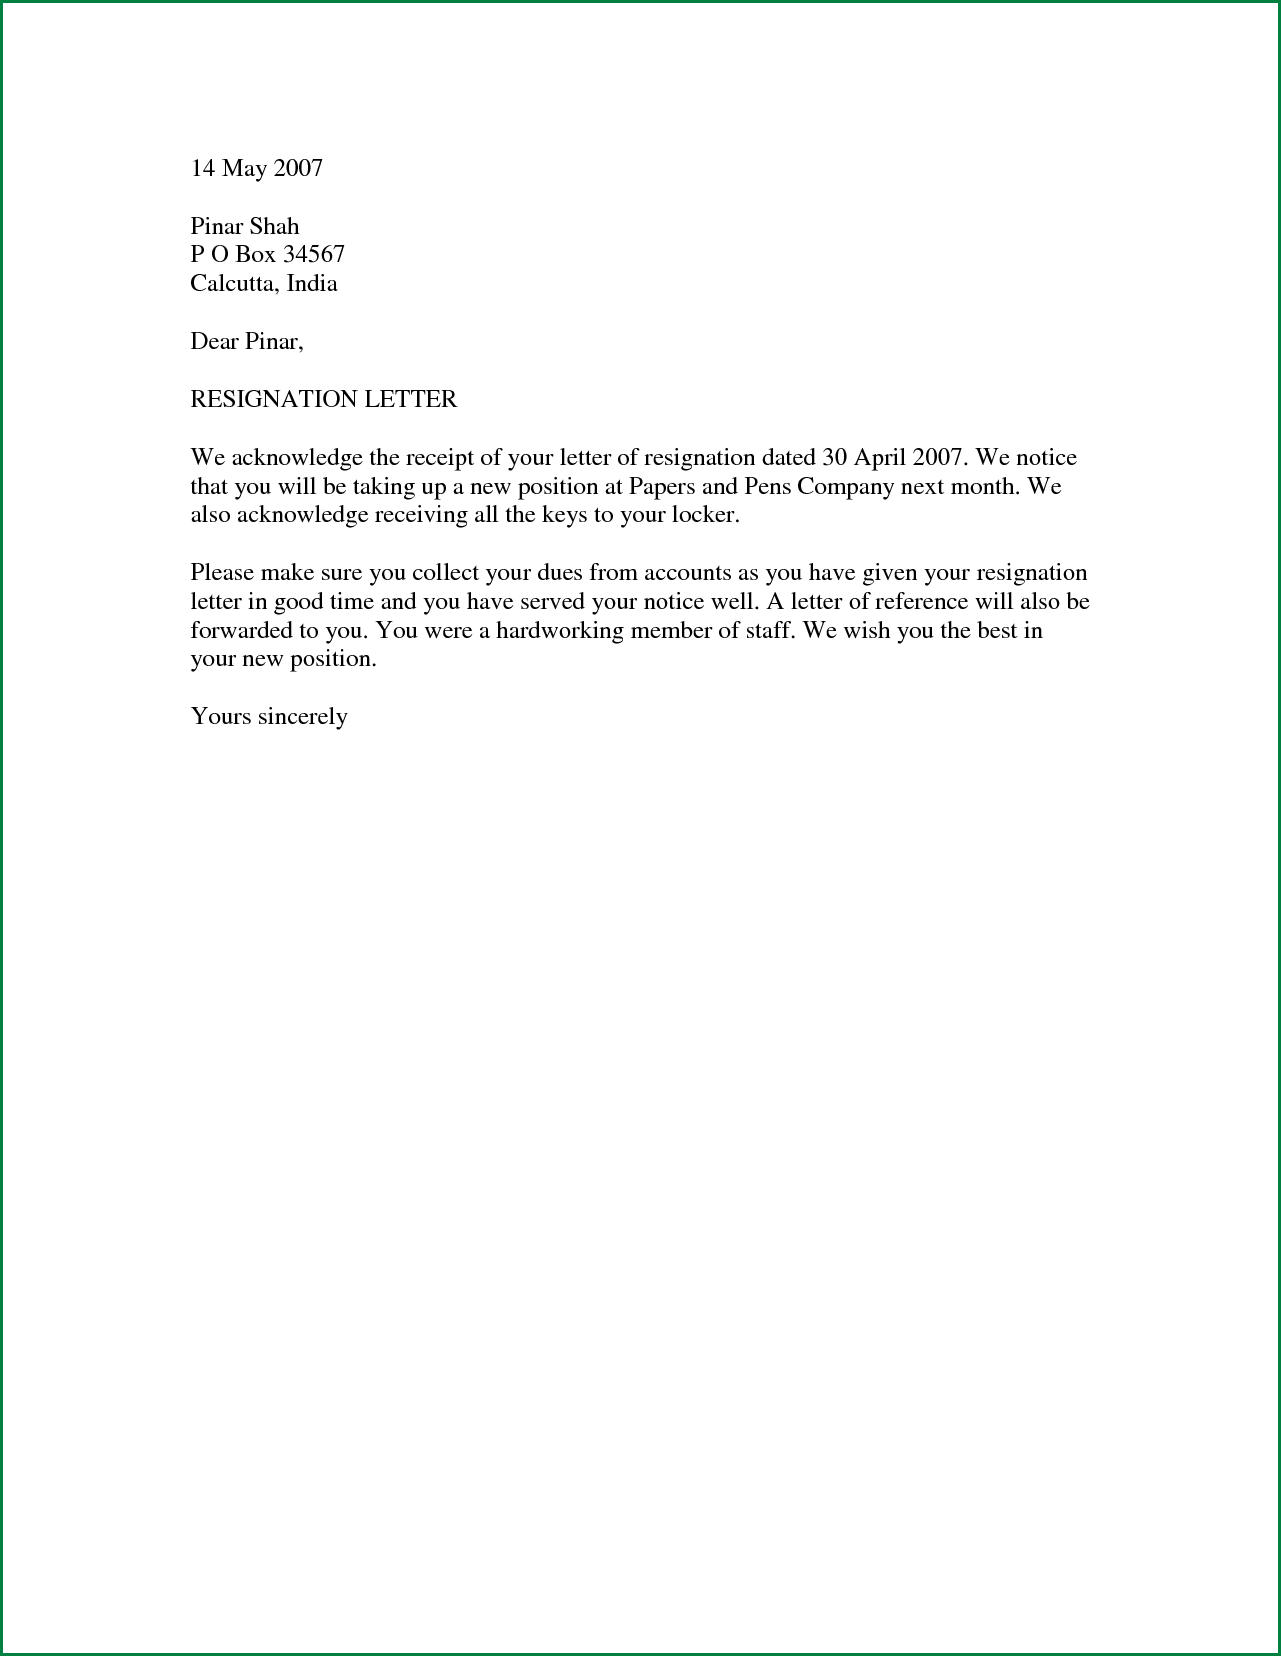 14 May 2007
Pinar Shah
P O Box 34567
Calcutta, India
Dear Pinar,
RESIGNATION LETTER
We acknowledge the receipt of your letter of resignation dated 30 April 2007. We notice
that you will be taking up a new position at Papers and Pens Company next month. We
also acknowledge receiving all the keys to your locker.
Please make sure you collect your dues from accounts as you have given your resignation
letter in good time and you have served your notice well. A letter of reference will also be
forwarded to you. You were a hardworking member of staff. We wish you the best in
your new position.
Yours sincerely